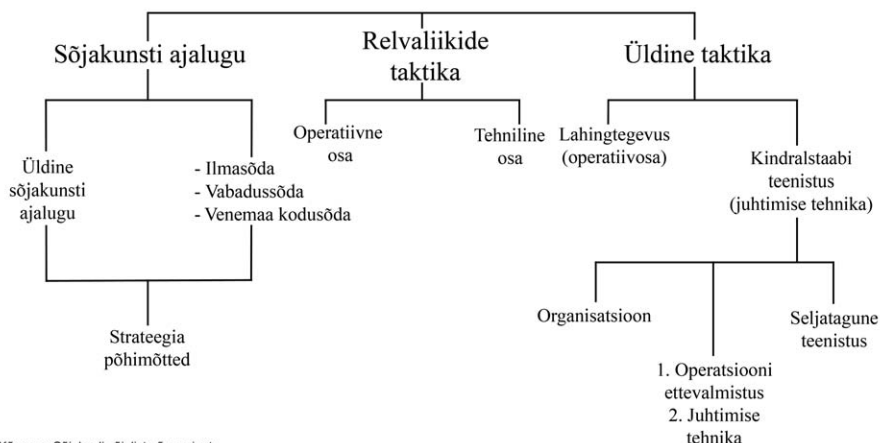 Sõjakunsti ajalugu
Relvaliikide
taktika
Üldine taktika
Üldine
sõjakunsti
ajalugu
- Ilmasõda
- Vabadussõda
- Venemaa kodusõda
Operatiivne
osa
Tehniline
osa
Lahingtegevus
(operatiivosa)
Kindralstaabi
teenistus
(juhtimise tehnika)
Strateegia
põhimõtted
Organisatsioon
1. Operatsiooni
ettevalmistus
2. Juhtimise
tehnika
Seljatagune
teenistus